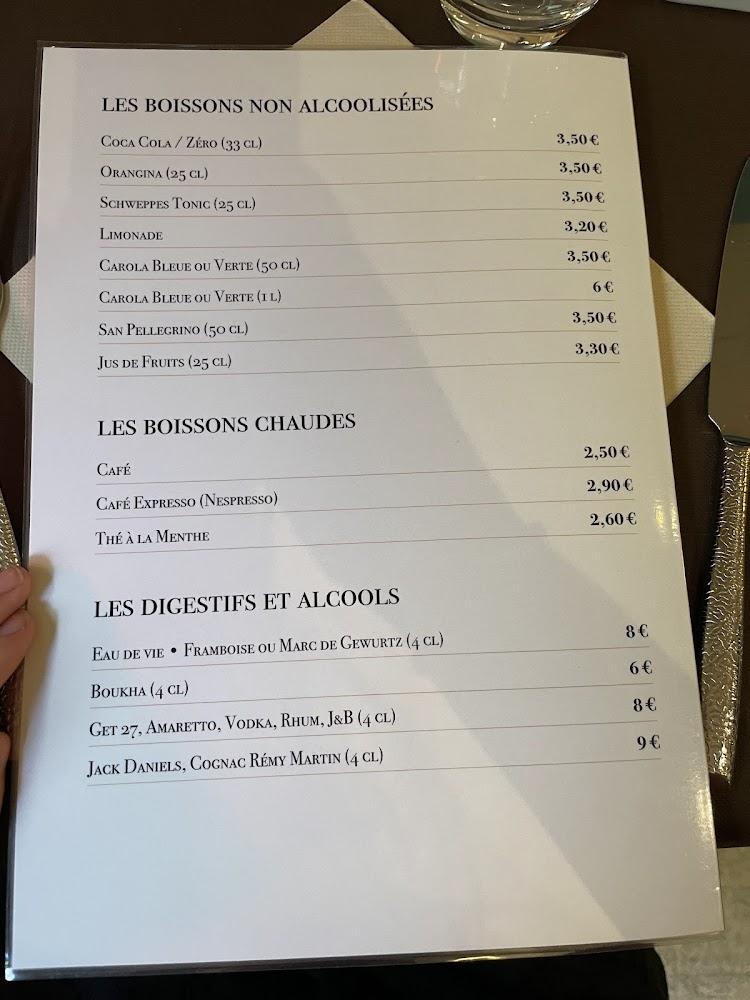 LES BOISSONS NON ALCOOLISÉES
COCA COLA / ZÉRO (33 CL) 3,50 €
ORANGINA (25 CL) 3,50 €
SCHWEPPES TONIC (25 CL) 3,50 €
LIMONADE 3,20 €
CAROLA BLEUE OU VERTE (50 CL) 3,50 €
CAROLA BLEUE OU VERTE (1 L) 6 €
SAN PELLEGRINO (50 CL) 3,50 €
JUS DE FRUITS (25 CL) 3,30 €
LES BOISSONS CHAUDES
CAFÉ 2,50 €
CAFÉ EXPRESSO (NESPRESSO) 2,90 €
THÉ À LA MENTHE 2,60 €
LES DIGESTIFS ET ALCOOLS
EAU DE VIE • FRAMBOISE OU MARC DE GEWURTZ (4 CL) 8 €
BOUKHA (4 CL) 6 €
GET 27, AMARETTO, VODKA, RHUM, J&B (4 CL) 8 €
JACK DANIELS, COGNAC RÉMY MARTIN (4 CL) 9 €